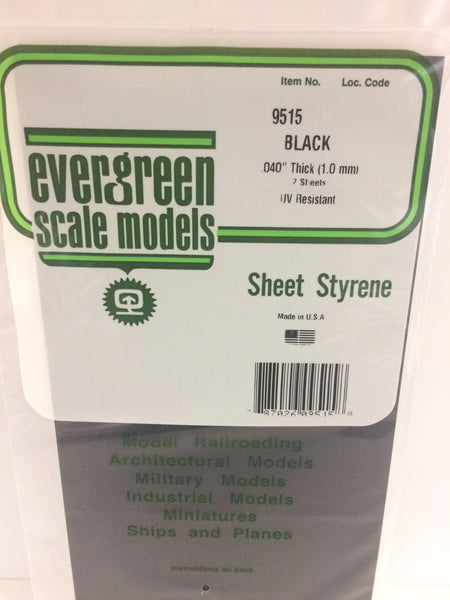 Item No. Loc. Code
9515
BLACK
.040" Thick (1.0 mm)
2 Sheets
UV Resistant
evergreen
scale models
Sheet Styrene
Made in U.S.A
Model Railroading
Architectural Models
Military Models
Industrial Models
Miniatures
Ships and Planes
Instructions on back